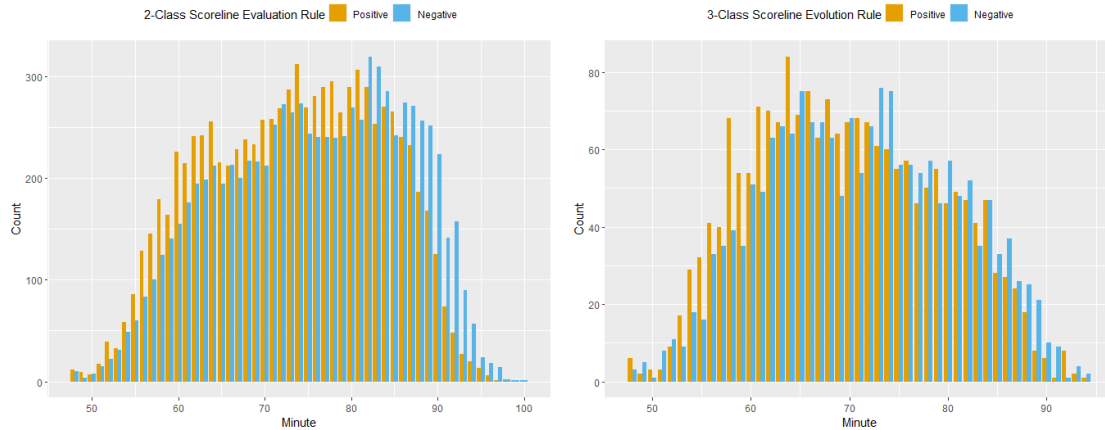 2-Class Scoreline Evaluation Rule Positive Negative
300
200
100
0
Count
50 60 70 80 90 100
Minute
3-Class Scoreline Evolution Rule Positive Negative
80
60
40
20
0
Count
50 60 70 80 90
Minute